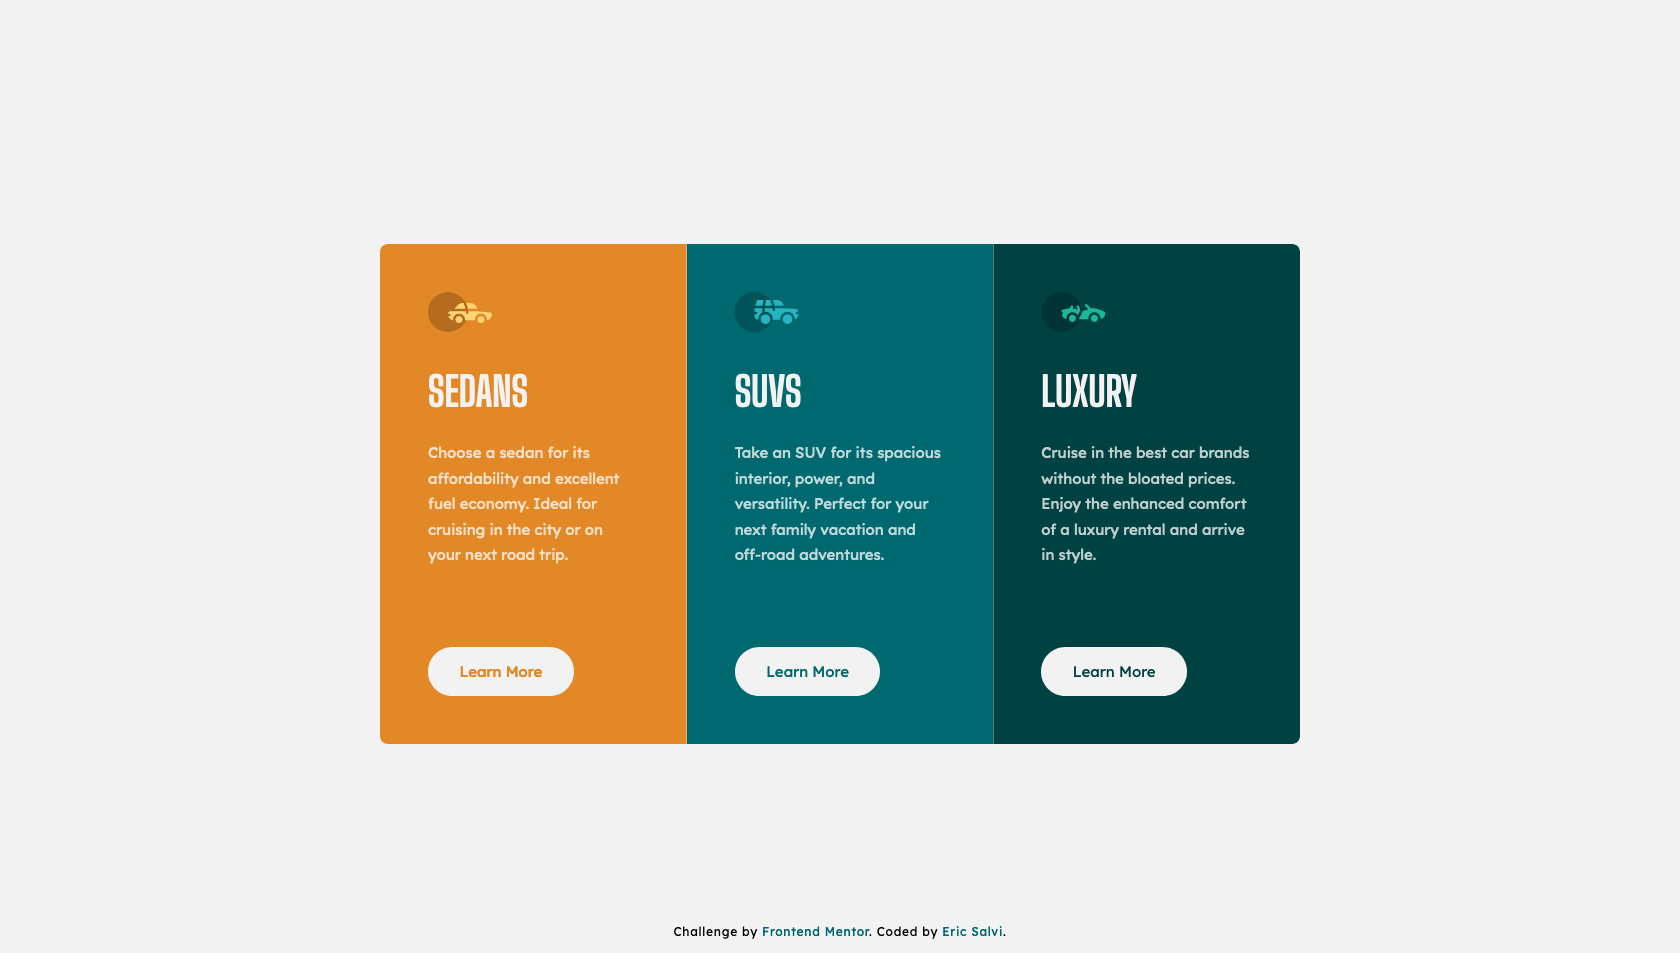 SEDANS
Choose a sedan for its
affordability and excellent
fuel economy. Ideal for
cruising in the city or on
your next road trip.
Learn More
SUVS
Take an SUV for its spacious
interior, power, and
versatility. Perfect for your
next family vacation and
off-road adventures.
Learn More
LUXURY
Cruise in the best car brands
without the bloated prices.
Enjoy the enhanced comfort
of a luxury rental and arrive
in style.
Learn More
Challenge by Frontend Mentor. Coded by Eric Salvi.